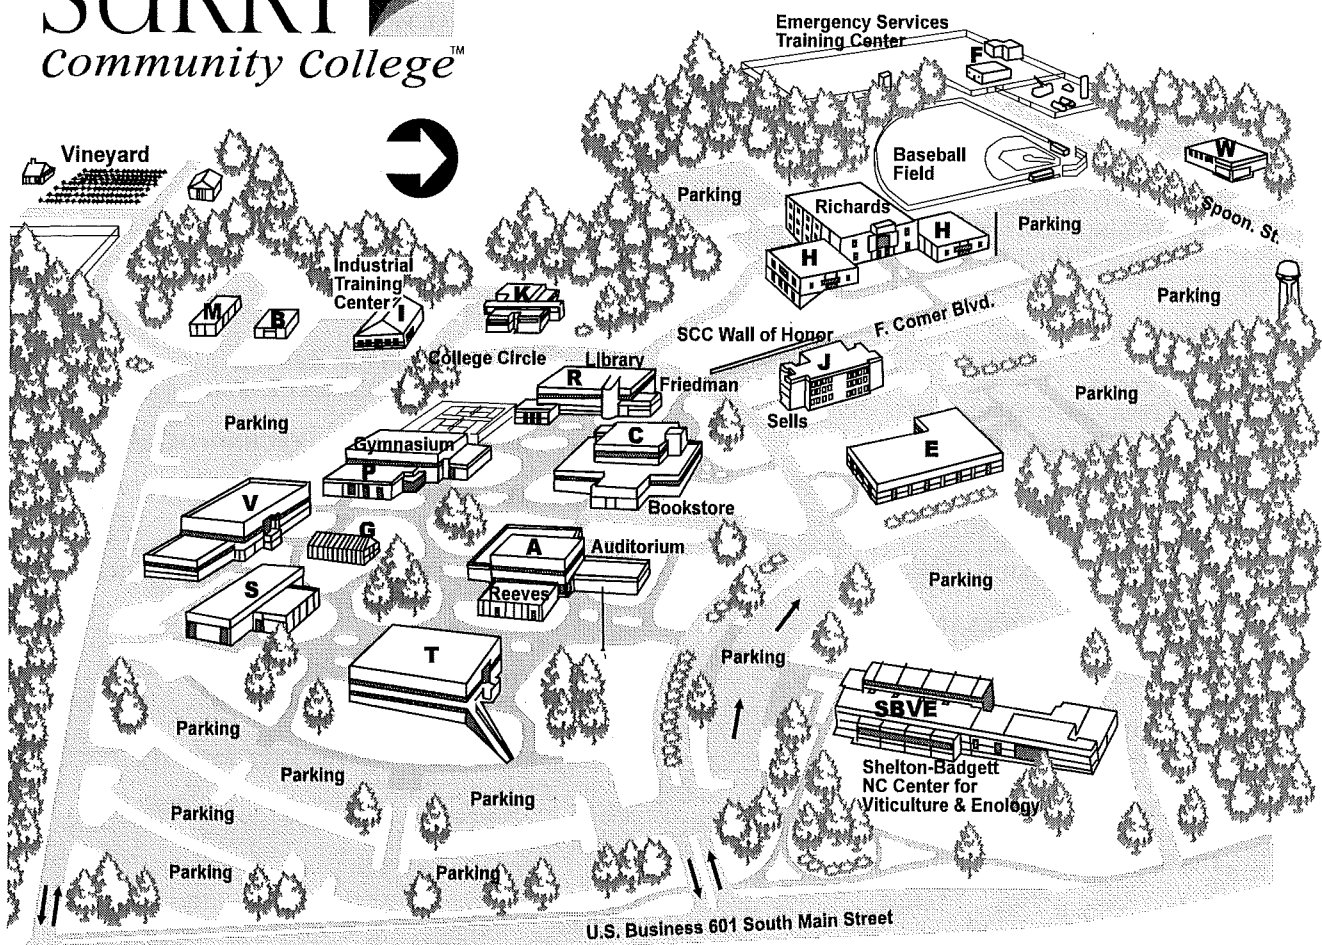 SURRY
Community College™
Emergency Services
Training Center
F
Vineyard
W
Baseball
Field
Parking
Richards
H
H
Parking
Spoon. St.
Industrial
Training
Center
I
M
B
K
Parking
SCC Wall of Honor
F. Comer Blvd.
College Circle
Library
R
Friedman
J
Parking
Sells
Parking
Gymnasium
P
C
E
Bookstore
V
G
A
Auditorium
Reeves
S
Parking
T
Parking
SBVE
Shelton-Badgett
NC Center for
Viticulture & Enology
Parking
Parking
Parking
Parking
Parking
Parking
U.S. Business 601 South Main Street